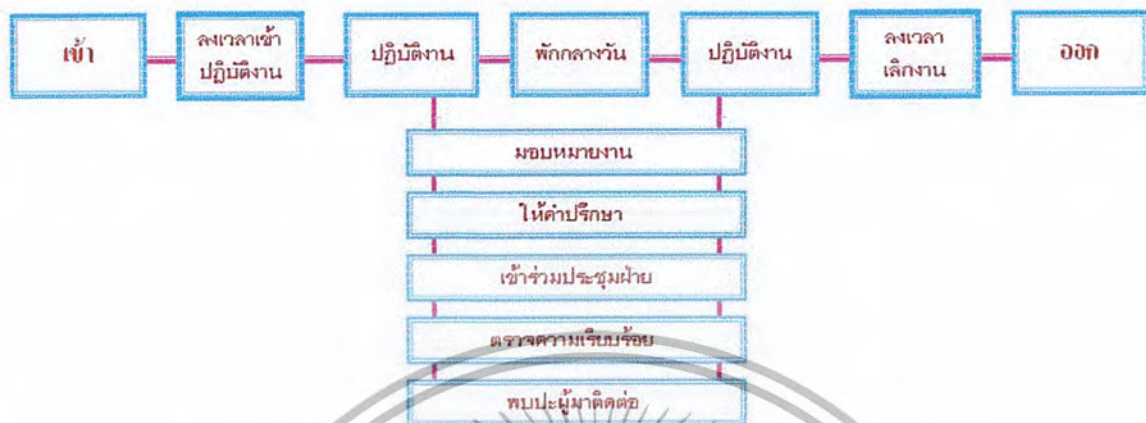 เข้า
ลงเวลาเข้า
ปฏิบัติงาน
ปฏิบัติงาน
พักกลางวัน
ปฏิบัติงาน
ลงเวลา
เลิกงาน
ออก
มอบหมายงาน
ให้คำปรึกษา
เข้าร่วมประชุมฝ่าย
ตรวจความเรียบร้อย
พบปะผู้มาติดต่อ